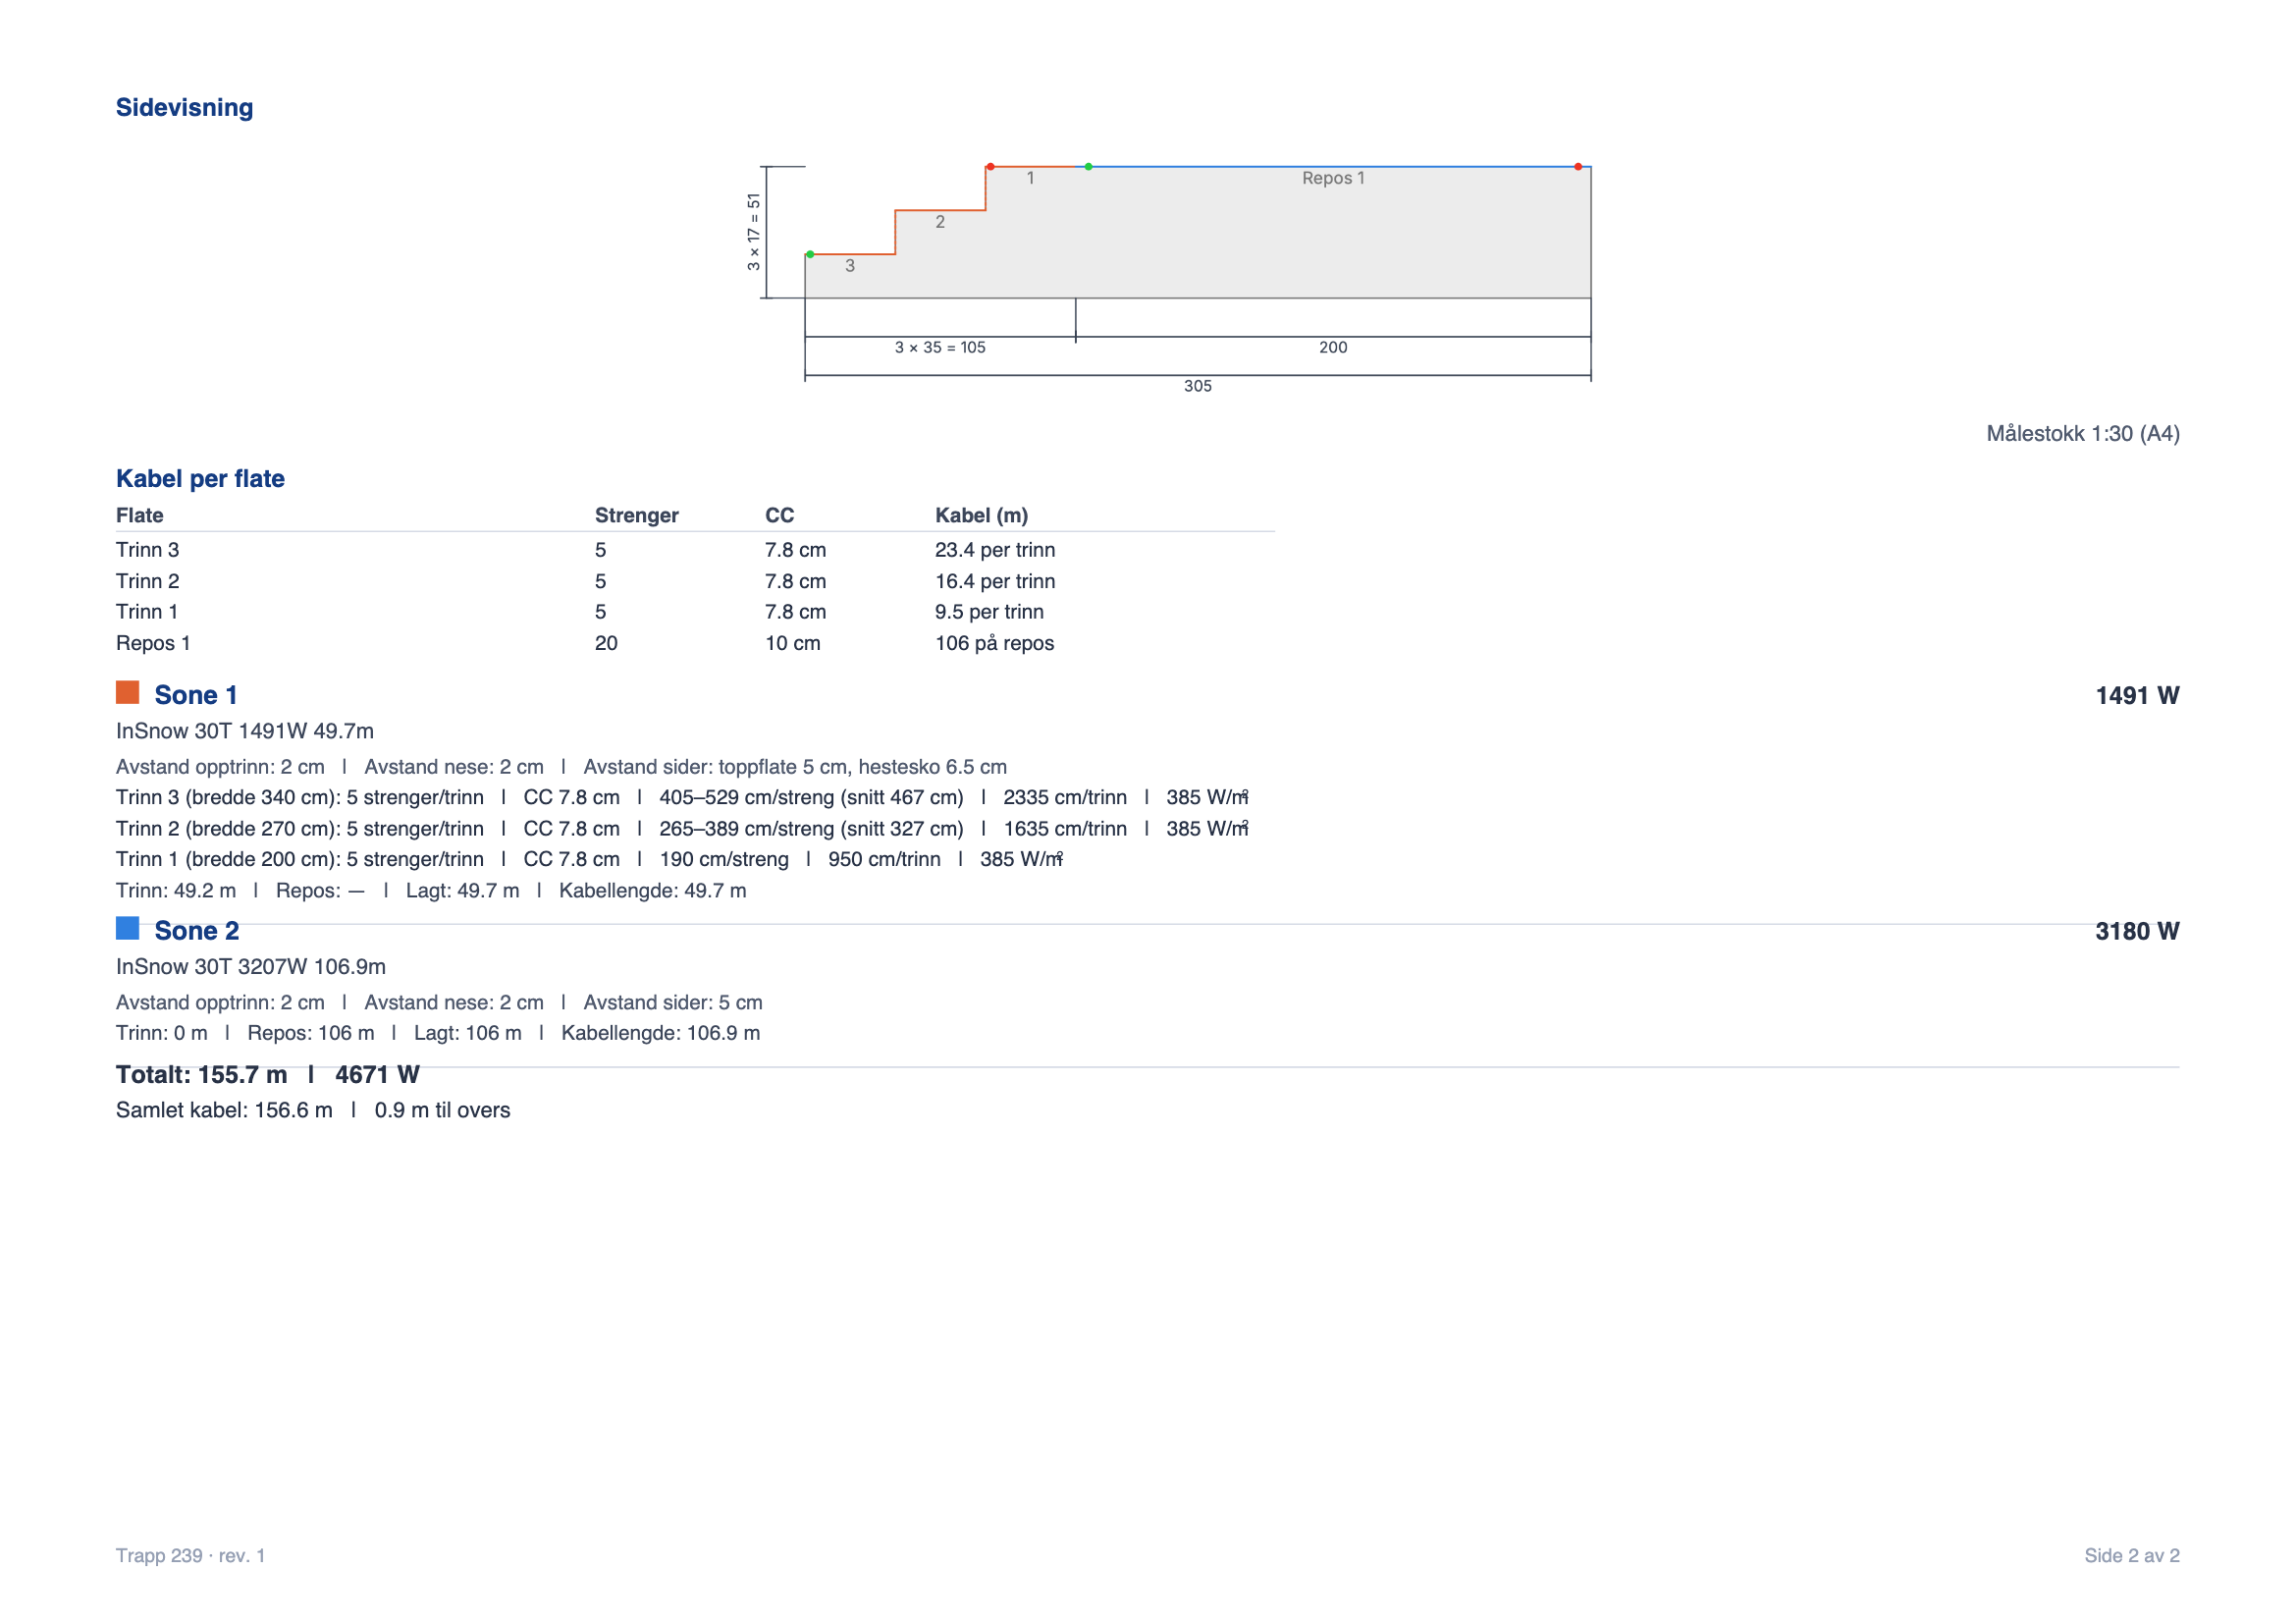 Sidevisning
3 × 17 = 51
1
Repos 1
2
3
3 × 35 = 105
200
305
Målestokk 1:30 (A4)
Kabel per flate
Flate Strenger CC Kabel (m)
Trinn 3 5 7.8 cm 23.4 per trinn
Trinn 2 5 7.8 cm 16.4 per trinn
Trinn 1 5 7.8 cm 9.5 per trinn
Repos 1 20 10 cm 106 på repos
Sone 1 1491 W
InSnow 30T 1491W 49.7m
Avstand opptrinn: 2 cm | Avstand nese: 2 cm | Avstand sider: toppflate 5 cm, hestesko 6.5 cm
Trinn 3 (bredde 340 cm): 5 strenger/trinn | CC 7.8 cm | 405–529 cm/streng (snitt 467 cm) | 2335 cm/trinn | 385 W/m²
Trinn 2 (bredde 270 cm): 5 strenger/trinn | CC 7.8 cm | 265–389 cm/streng (snitt 327 cm) | 1635 cm/trinn | 385 W/m²
Trinn 1 (bredde 200 cm): 5 strenger/trinn | CC 7.8 cm | 190 cm/streng | 950 cm/trinn | 385 W/m²
Trinn: 49.2 m | Repos: — | Lagt: 49.7 m | Kabellengde: 49.7 m
Sone 2 3180 W
InSnow 30T 3207W 106.9m
Avstand opptrinn: 2 cm | Avstand nese: 2 cm | Avstand sider: 5 cm
Trinn: 0 m | Repos: 106 m | Lagt: 106 m | Kabellengde: 106.9 m
Totalt: 155.7 m | 4671 W
Samlet kabel: 156.6 m | 0.9 m til overs
Trapp 239 · rev. 1 Side 2 av 2